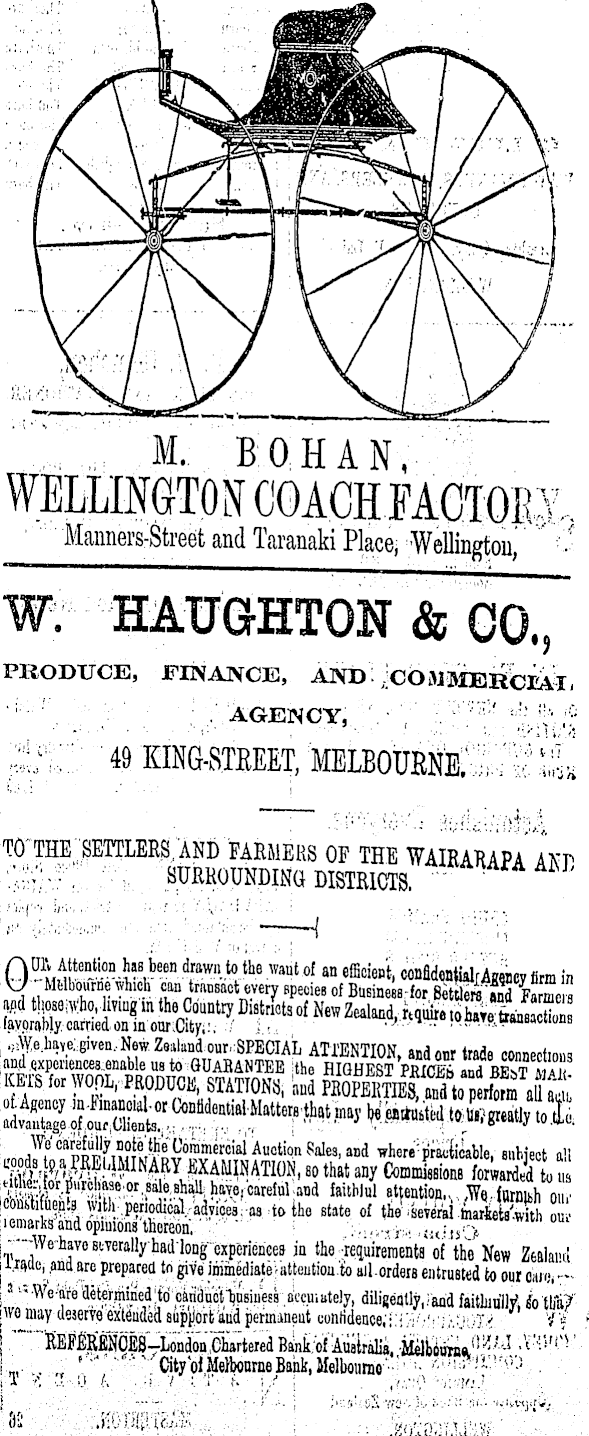 M. BOHAN,
WELLINGTON COACH FACTORY,
Manners-Street and Taranaki Place, Wellington,
W. HAUGHTON & CO.,
PRODUCE, FINANCE, AND COMMERCIAL
AGENCY,
49 KING-STREET, MELBOURNE.
TO THE SETTLERS AND FARMERS OF THE WAIRARAPA AND
SURROUNDING DISTRICTS.
OUR Attention has been drawn to the want of an efficient, confidential Agency firm in
Melbourne which can transact every species of Business for Settlers and Farmers
and those who, living in the Country Districts of New Zealand, require to have transactions
favorably carried on in our City.
We have given New Zealand our SPECIAL ATTENTION, and our trade connections
and experiences enable us to GUARANTEE the HIGHEST PRICES and BEST MAR-
KETS for WOOL, PRODUCE, STATIONS, and PROPERTIES, and to perform all acts
of Agency in Financial or Confidential Matters that may be entrusted to us, greatly to the
advantage of our Clients.
We carefully note the Commercial Auction Sales, and where practicable, subject all
goods to a PRELIMINARY EXAMINATION, so that any Commissions forwarded to us
either for purchase or sale shall have careful and faithful attention. We furnish our
constituents with periodical advices as to the state of the several markets with our
remarks and opinions thereon.
We have severally had long experiences in the requirements of the New Zealand
Trade, and are prepared to give immediate attention to all orders entrusted to our care.
We are determined to conduct business accurately, diligently, and faithfully, so that
we may deserve extended support and permanent confidence.
REFERENCES—London Chartered Bank of Australia, Melbourne
City of Melbourne Bank, Melbourne